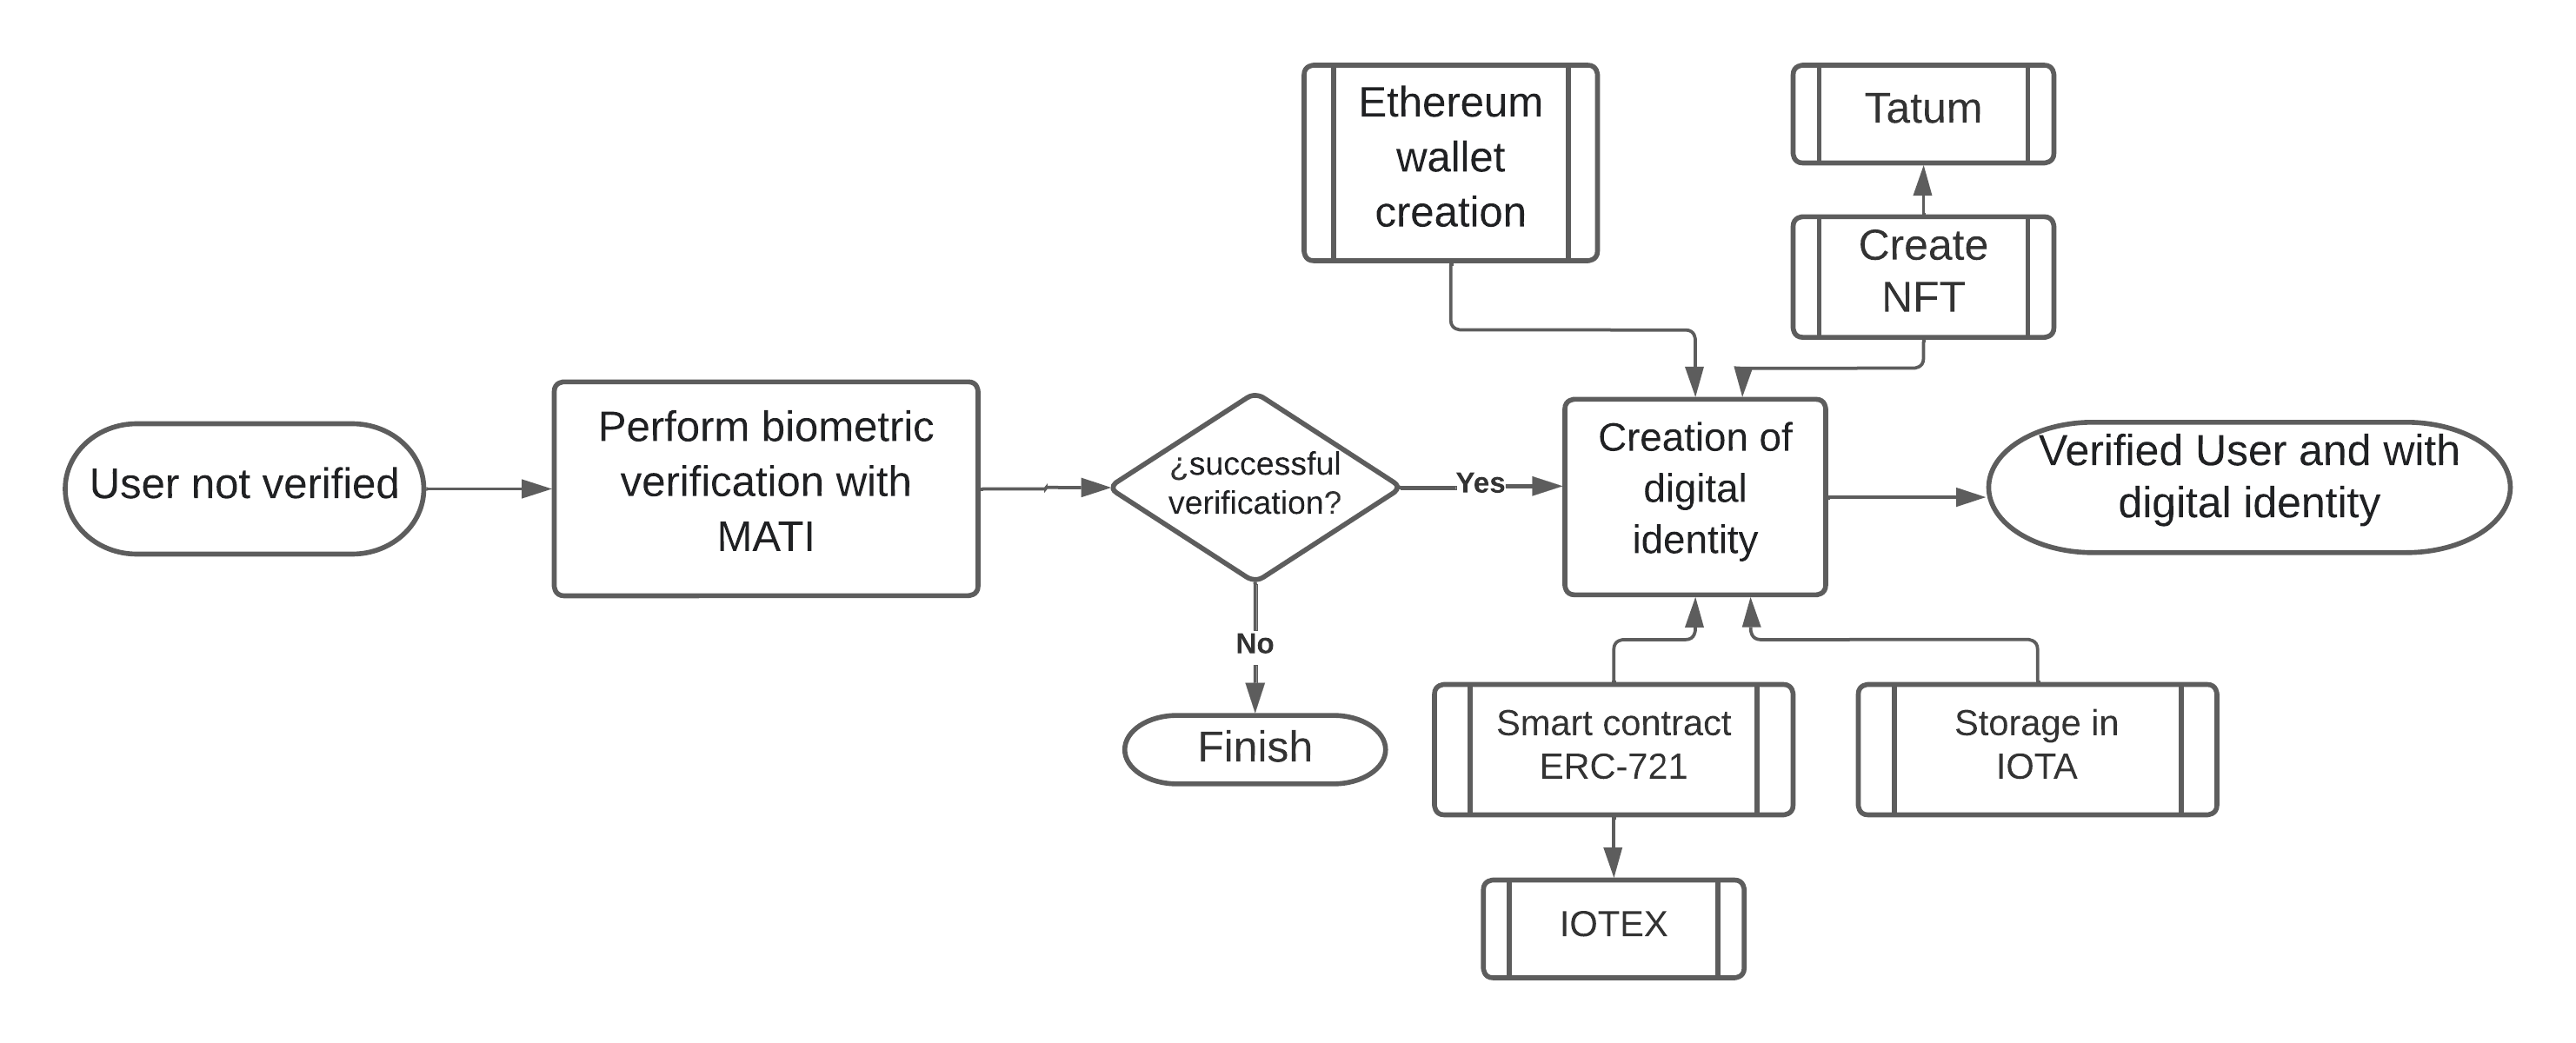 User not verified
Perform biometric
verification with
MATI
¿successful
verification?
Yes
No
Finish
Ethereum
wallet
creation
Tatum
Create
NFT
Creation of
digital
identity
Verified User and with
digital identity
Smart contract
ERC-721
Storage in
IOTA
IOTEX